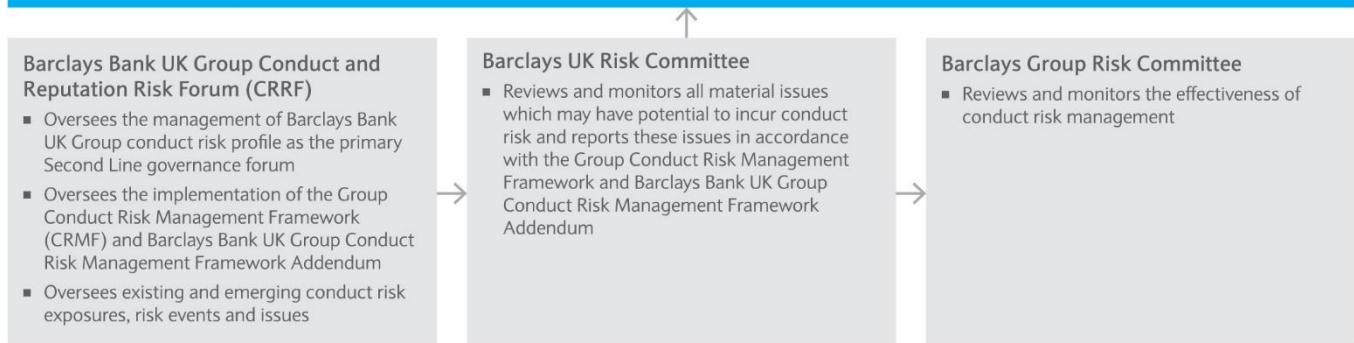 Barclays Bank UK Group Conduct and
Reputation Risk Forum (CRRF)
▪ Oversees the management of Barclays Bank
UK Group conduct risk profile as the primary
Second Line governance forum
▪ Oversees the implementation of the Group
Conduct Risk Management Framework
(CRMF) and Barclays Bank UK Group Conduct
Risk Management Framework Addendum
▪ Oversees existing and emerging conduct risk
exposures, risk events and issues
Barclays UK Risk Committee
▪ Reviews and monitors all material issues
which may have potential to incur conduct
risk and reports these issues in accordance
with the Group Conduct Risk Management
Framework and Barclays Bank UK Group
Conduct Risk Management Framework
Addendum
Barclays Group Risk Committee
▪ Reviews and monitors the effectiveness of
conduct risk management